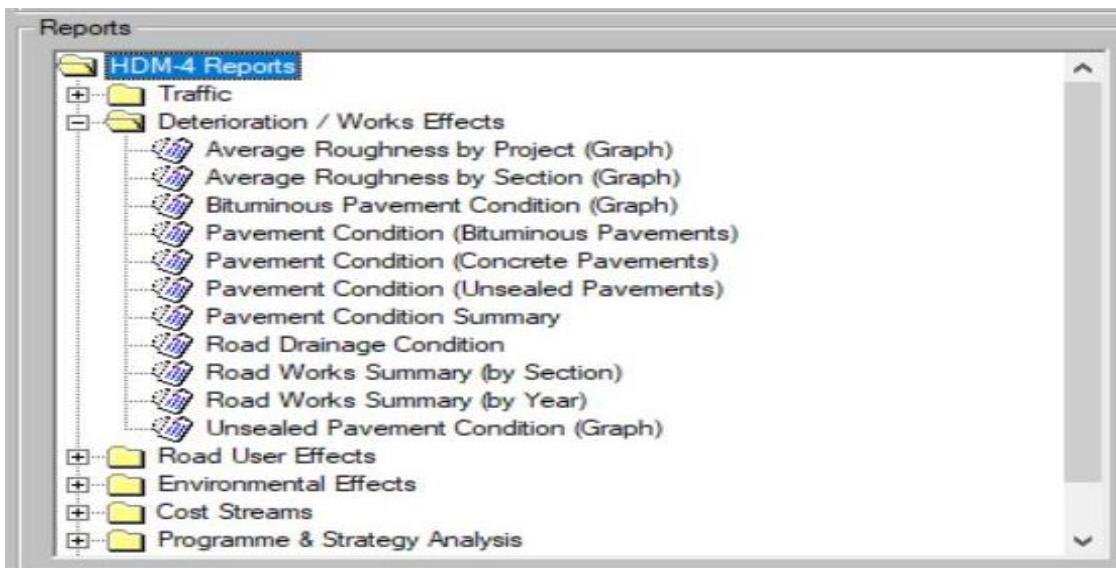 Reports
HDM-4 Reports
Traffic
Deterioration / Works Effects
Average Roughness by Project (Graph)
Average Roughness by Section (Graph)
Bituminous Pavement Condition (Graph)
Pavement Condition (Bituminous Pavements)
Pavement Condition (Concrete Pavements)
Pavement Condition (Unsealed Pavements)
Pavement Condition Summary
Road Drainage Condition
Road Works Summary (by Section)
Road Works Summary (by Year)
Unsealed Pavement Condition (Graph)
Road User Effects
Environmental Effects
Cost Streams
Programme & Strategy Analysis